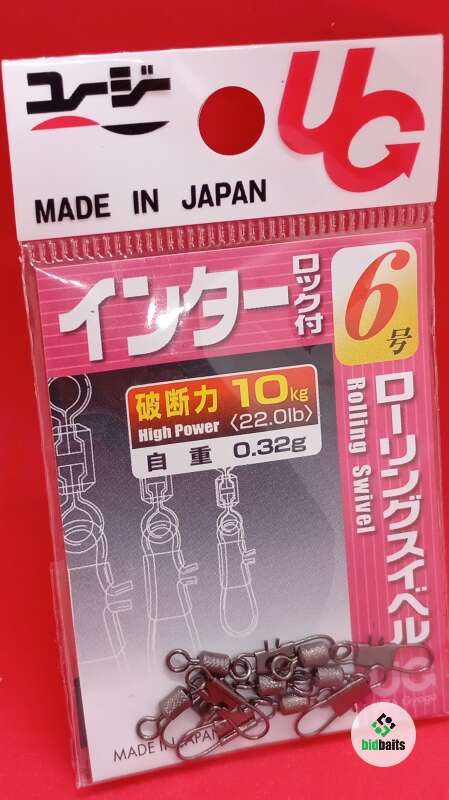 ユージ
UG
MADE IN JAPAN
インター
ロック付
6号
ローリングスイベル
Rolling Swivel
破断力 10kg
High Power 〈22.0lb〉
自重 0.32g
UG
MADE IN JAPAN
bidbaits